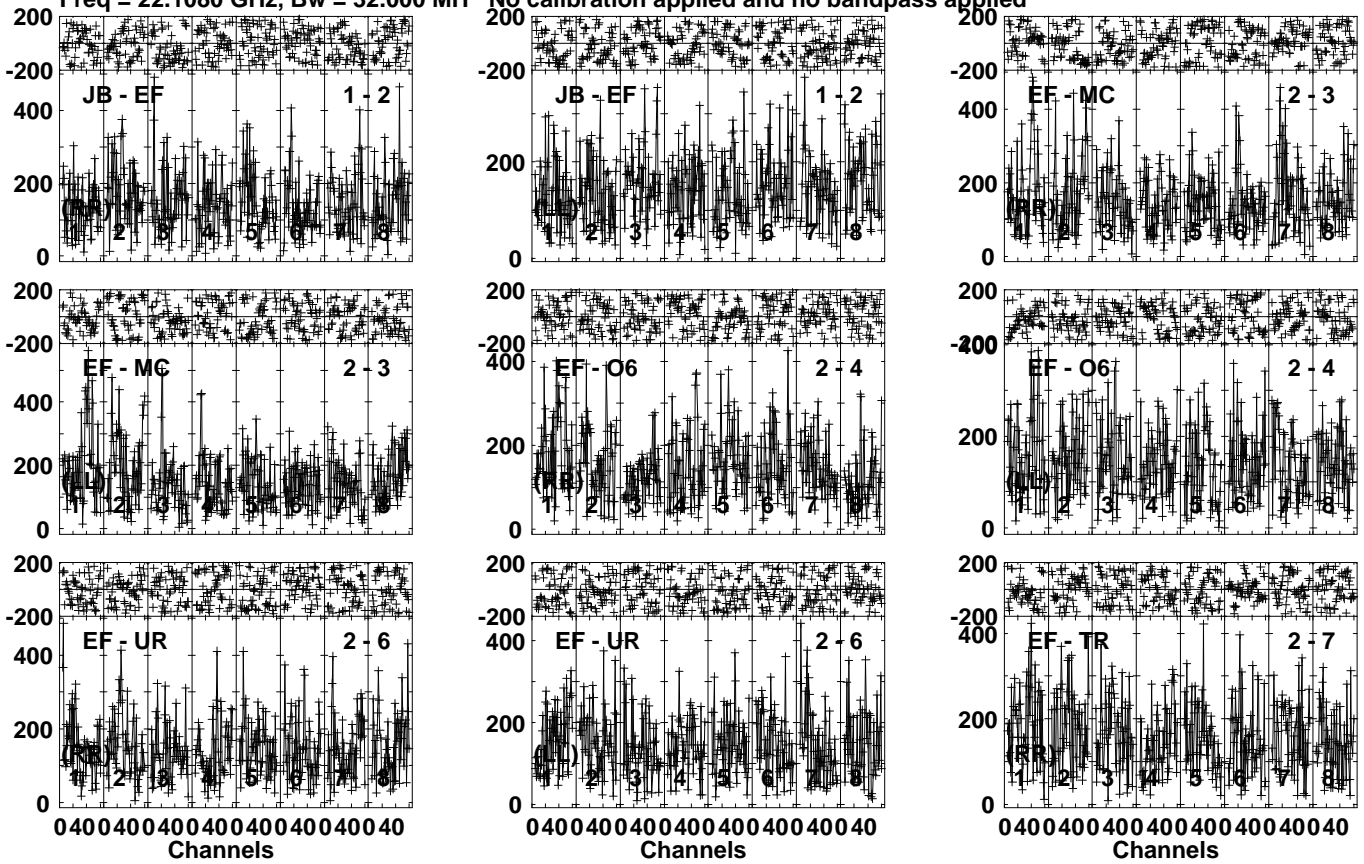 Freq = 22.1080 GHz, Bw = 32.000 MH No calibration applied and no bandpass applied
200 200 200
-200 -200 -200
JB - EF 1 - 2 JB - EF 1 - 2 EF - MC 2 - 3
400 400
200 200 200
(RR) (LL) (RR)
1 2 3 4 5 6 7 8 1 2 3 4 5 6 7 8 1 2 3 4 5 6 7 8
0 0 0
200 200 200
-200 -200 -200
400
EF - MC 2 - 3 EF - O6 2 - 4 EF - O6 2 - 4
400 400
200 200 200
(LL) (RR) (LL)
1 2 3 4 5 6 7 8 1 2 3 4 5 6 7 8 1 2 3 4 5 6 7 8
0 0 0
200 200 200
-200 -200 -200
EF - UR 2 - 6 EF - UR 2 - 6 EF - TR 2 - 7
400 400 400
200 200 200
(RR) (LL) (RR)
1 2 3 4 5 6 7 8 1 2 3 4 5 6 7 8 1 2 3 4 5 6 7 8
0 0 0
0 40 0 40 0 40 0 40 0 40 0 40 0 40 40 0 40 0 40 0 40 0 40 0 40 0 40 0 40 40 0 40 0 40 0 40 0 40 0 40 0 40 0 40 40
Channels Channels Channels